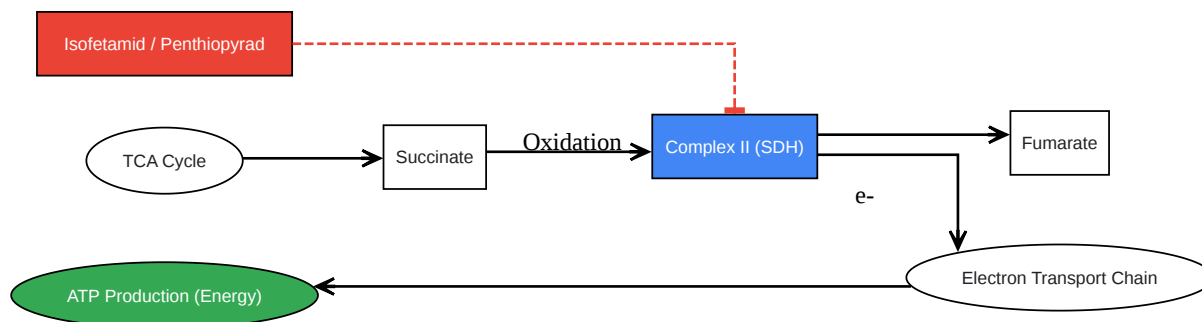 Isofetamid / Penthiopyrad
TCA Cycle
Succinate
Oxidation
Complex II (SDH)
Fumarate
e-
Electron Transport Chain
ATP Production (Energy)